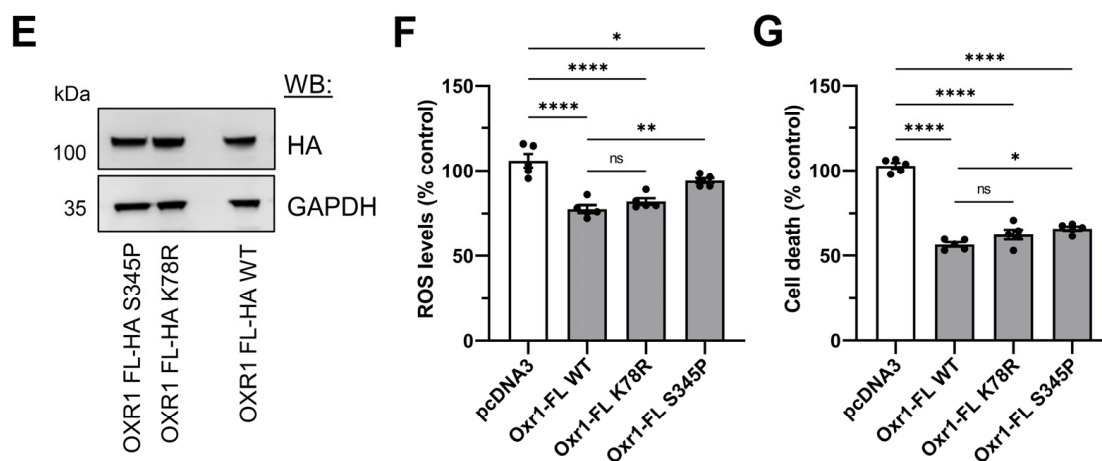 E
WB:
kDa
100
HA
35
GAPDH
OXR1 FL-HA S345P
OXR1 FL-HA K78R
OXR1 FL-HA WT
F
*
****
****
**
ns
150
100
50
0
ROS levels (% control)
pcDNA3
Oxr1-FL WT
Oxr1-FL K78R
Oxr1-FL S345P
G
****
****
****
*
ns
150
100
50
0
Cell death (% control)
pcDNA3
Oxr1-FL WT
Oxr1-FL K78R
Oxr1-FL S345P